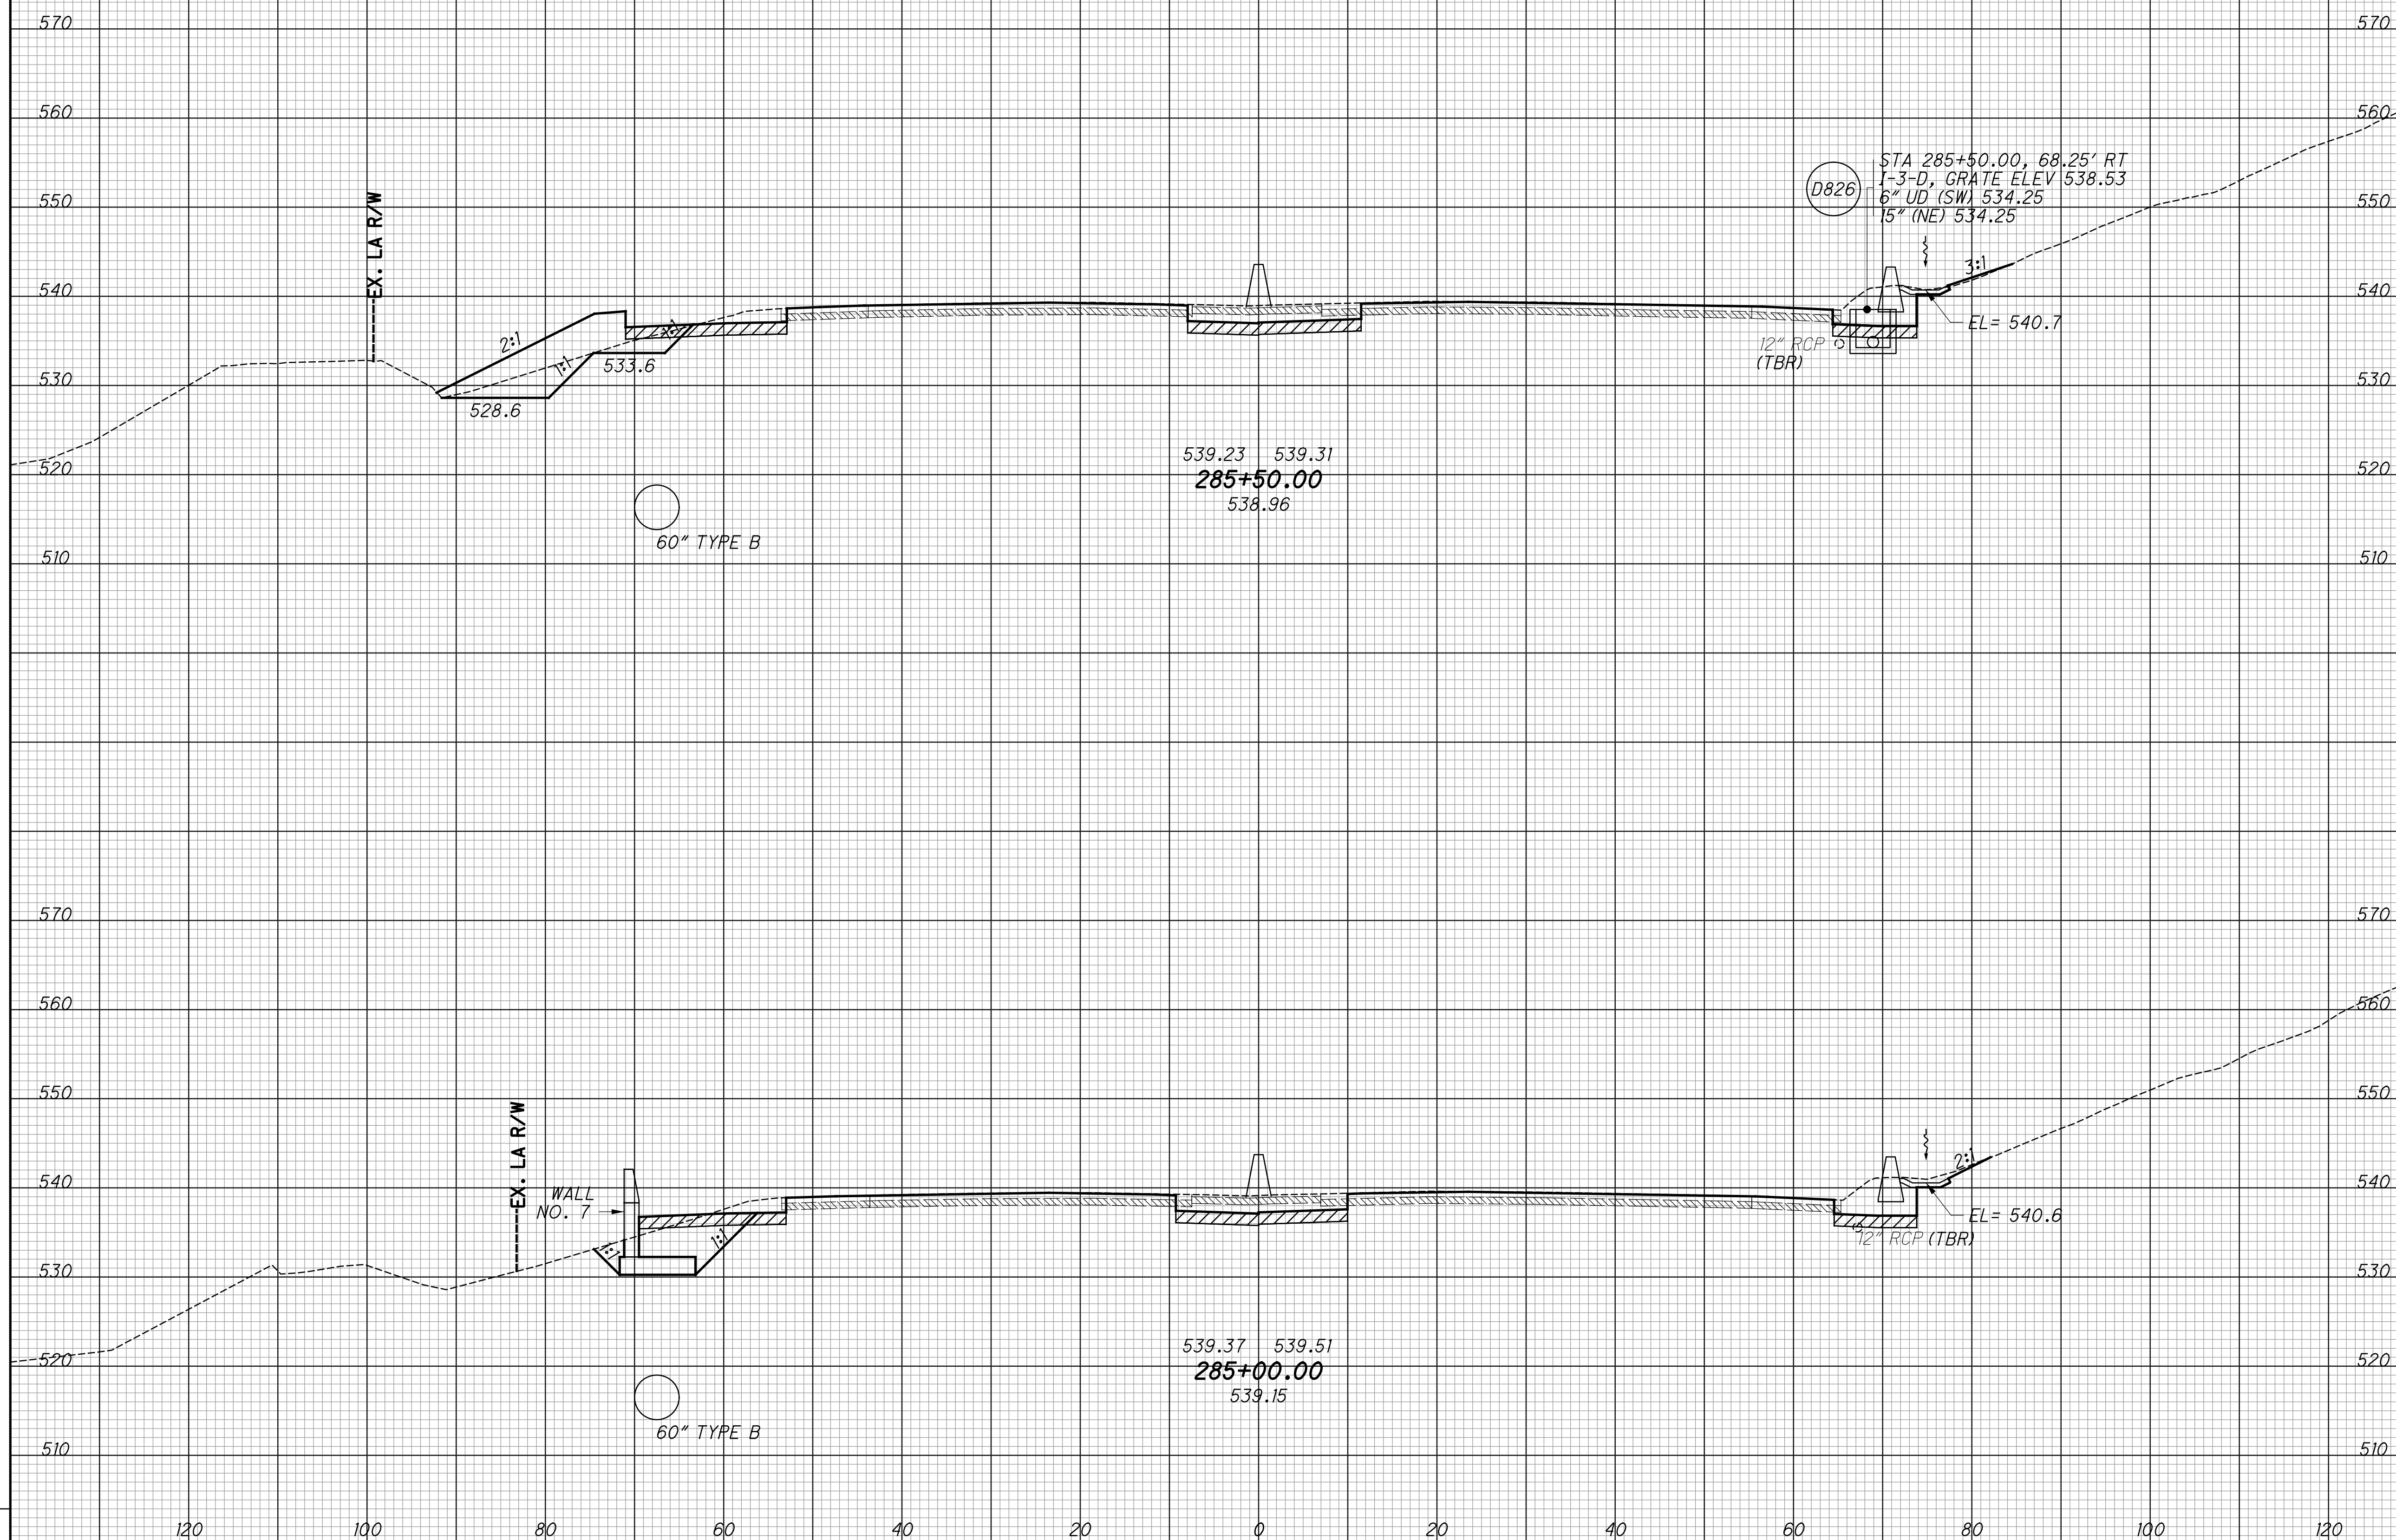 570 570
560 560
STA 285+50.00, 68.25' RT
D826
I-3-D, GRATE ELEV 538.53
6" UD (SW) 534.25
15" (NE) 534.25
550 550
EX. LA R/W
3:1
540 540
EL= 540.7
2:1
1:1
1:1
12" RCP
(TBR)
533.6
530 530
528.6
539.23 539.31
520 520
285+50.00
538.96
60" TYPE B
510 510
570 570
560 560
550 550
EX. LA R/W
2:1
540 540
WALL
NO. 7
EL= 540.6
1:1
1:1
12" RCP (TBR)
530 530
539.37 539.51
520 520
285+00.00
539.15
60" TYPE B
510 510
120 100 80 60 40 20 0 20 40 60 80 100 120